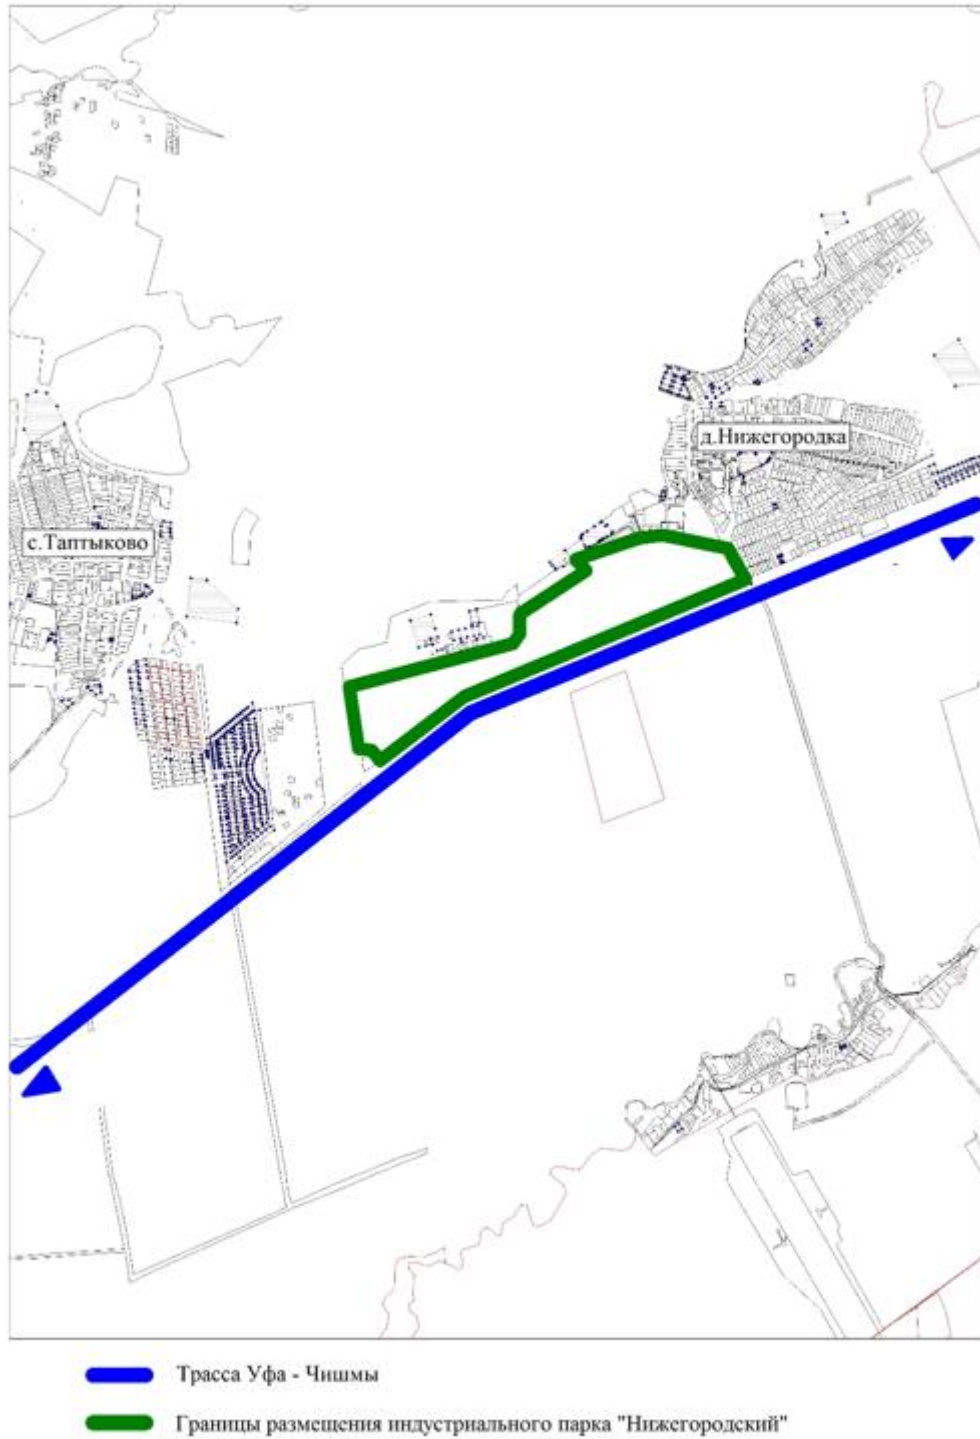 д.Нижегородка
с.Таптыково
Трасса Уфа - Чишмы
Границы размещения индустриального парка "Нижегородский"